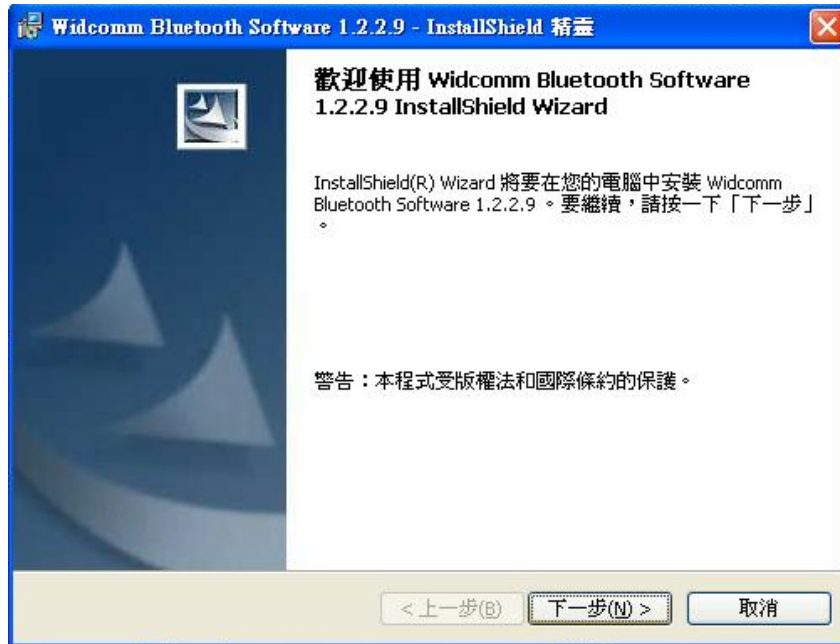 Widcomm Bluetooth Software 1.2.2.9 - InstallShield 精靈
歡迎使用 Widcomm Bluetooth Software
1.2.2.9 InstallShield Wizard
InstallShield(R) Wizard 將要在您的電腦中安裝 Widcomm
Bluetooth Software 1.2.2.9 。要繼續，請按一下「下一步」
。
警告：本程式受版權法和國際條約的保護。
< 上一步(B)
下一步(N) >
取消